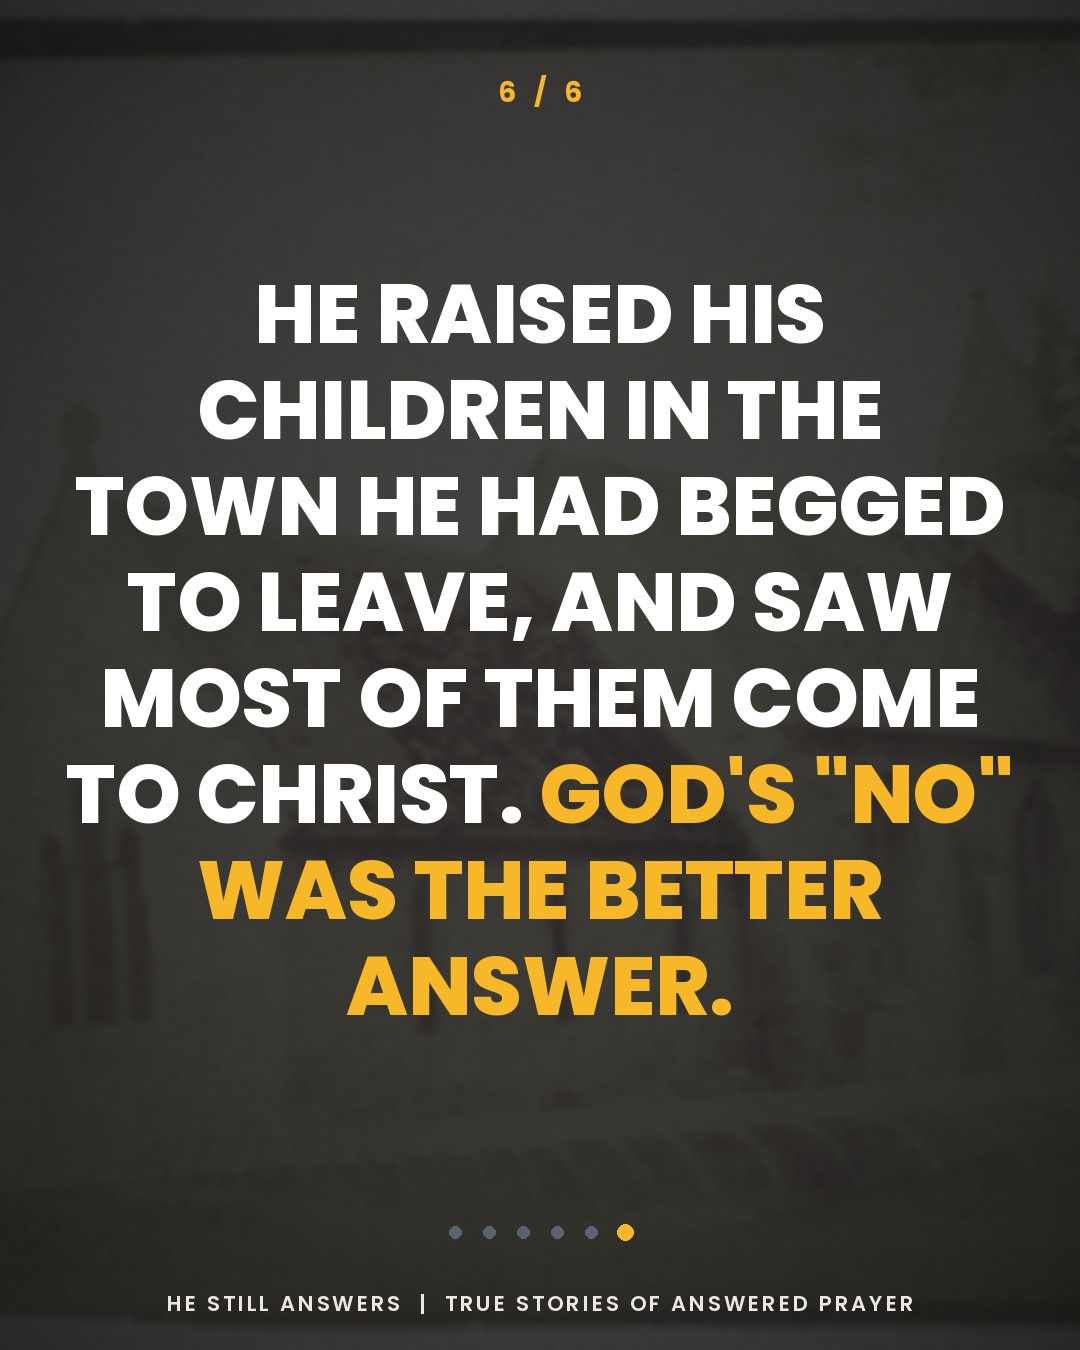 6 / 6
HE RAISED HIS
CHILDREN IN THE
TOWN HE HAD BEGGED
TO LEAVE, AND SAW
MOST OF THEM COME
TO CHRIST. GOD'S "NO"
WAS THE BETTER
ANSWER.
HE STILL ANSWERS | TRUE STORIES OF ANSWERED PRAYER